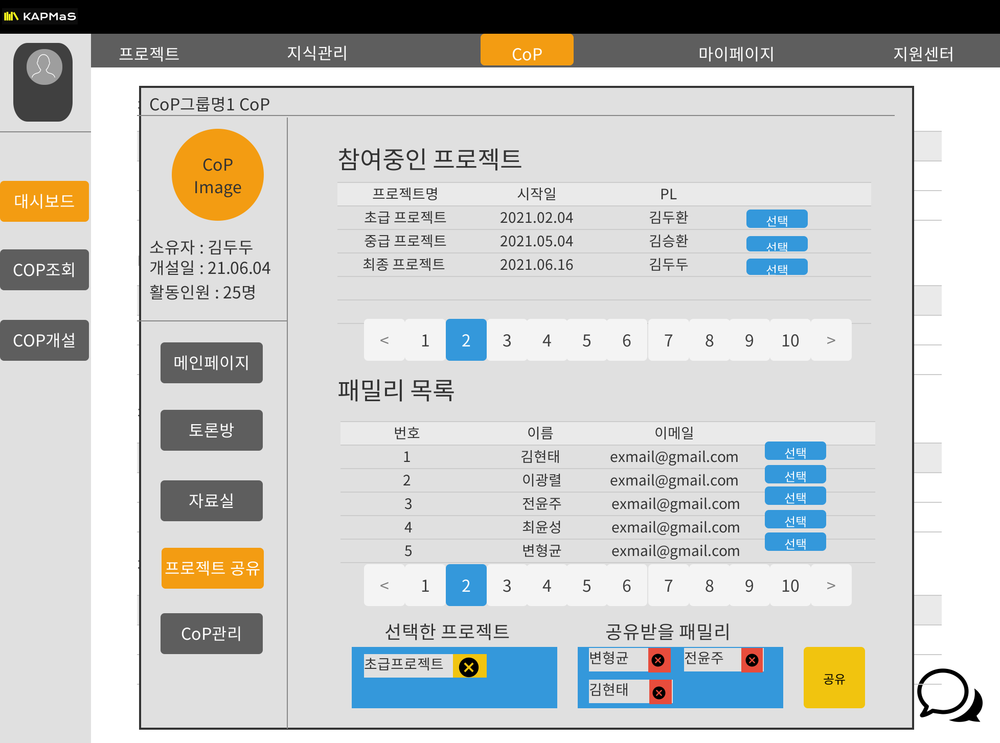 KAPMaS
프로젝트 지식관리 CoP 마이페이지 지원센터
대시보드
COP조회
COP개설
CoP그룹명1 CoP
CoP
Image
소유자 : 김두두
개설일 : 21.06.04
활동인원 : 25명
메인페이지
토론방
자료실
프로젝트 공유
CoP관리
참여중인 프로젝트
프로젝트명 시작일 PL
초급 프로젝트 2021.02.04 김두환 선택
중급 프로젝트 2021.05.04 김승환 선택
최종 프로젝트 2021.06.16 김두두 선택
< 1 2 3 4 5 6 7 8 9 10 >
패밀리 목록
번호 이름 이메일
1 김현태 exmail@gmail.com 선택
2 이광렬 exmail@gmail.com 선택
3 전윤주 exmail@gmail.com 선택
4 최윤성 exmail@gmail.com 선택
5 변형균 exmail@gmail.com 선택
< 1 2 3 4 5 6 7 8 9 10 >
선택한 프로젝트 공유받을 패밀리
초급프로젝트
변형균 전윤주
김현태
공유